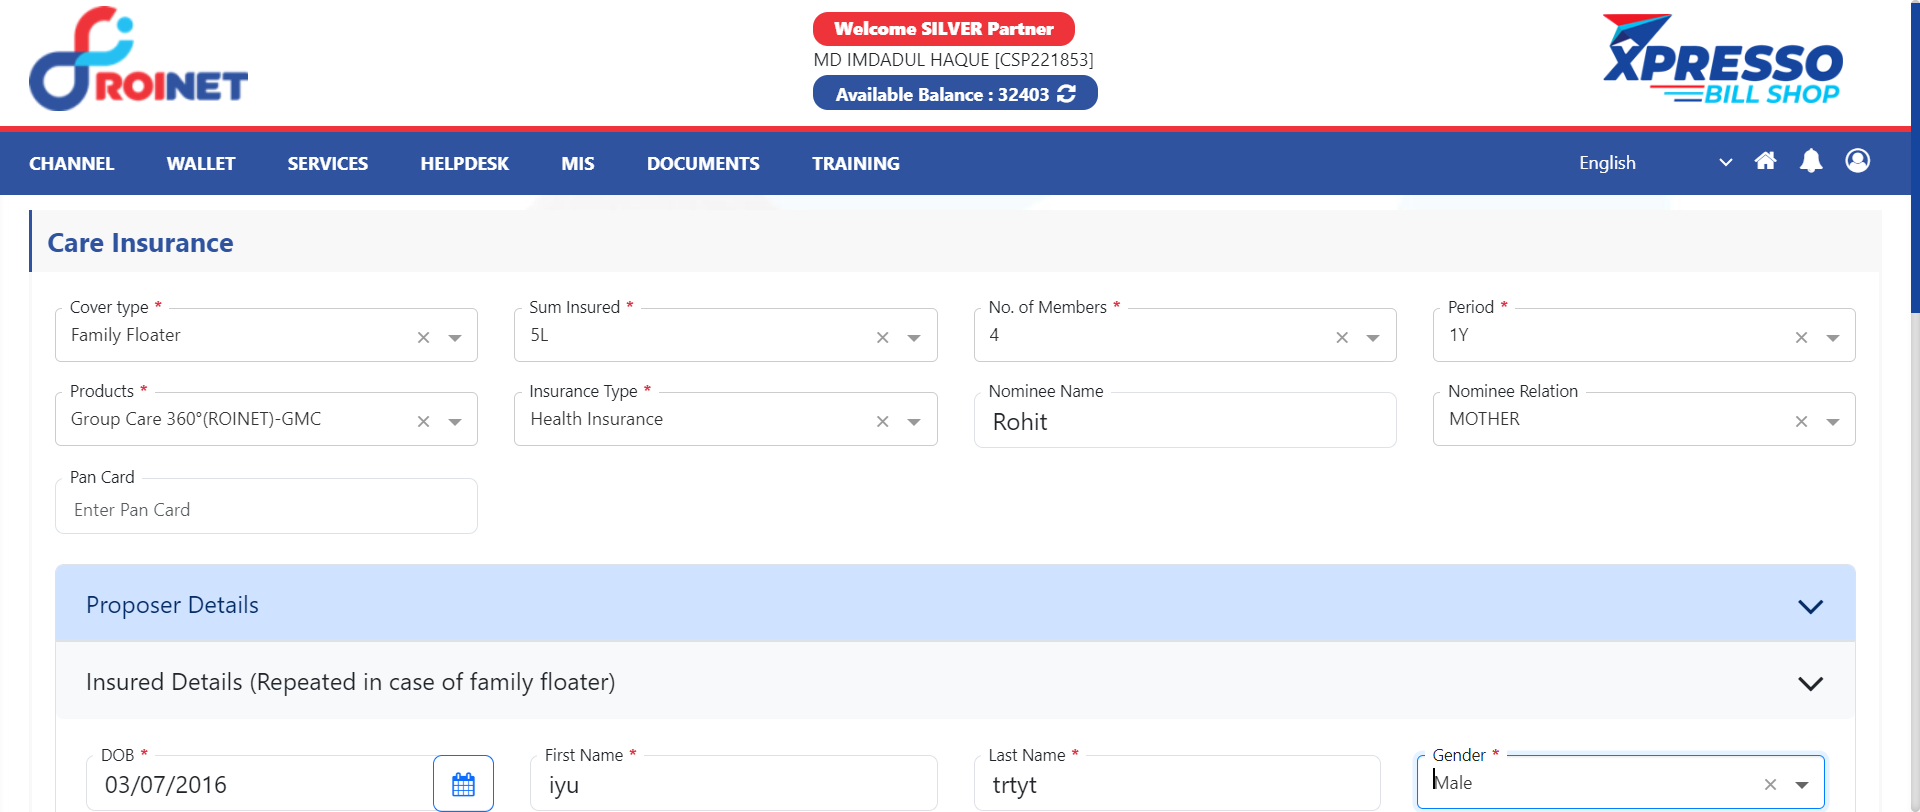 ROINET
Welcome SILVER Partner
MD IMDADUL HAQUE [CSP221853]
Available Balance : 32403
XPRESSO
BILL SHOP
CHANNEL WALLET SERVICES HELPDESK MIS DOCUMENTS TRAINING English
Care Insurance
Cover type * Sum Insured * No. of Members * Period *
Family Floater 5L 4 1Y
Products * Insurance Type * Nominee Name Nominee Relation
Group Care 360°(ROINET)-GMC Health Insurance Rohit MOTHER
Pan Card
Enter Pan Card
Proposer Details
Insured Details (Repeated in case of family floater)
DOB * First Name * Last Name * Gender *
03/07/2016 iyu trtyt Male